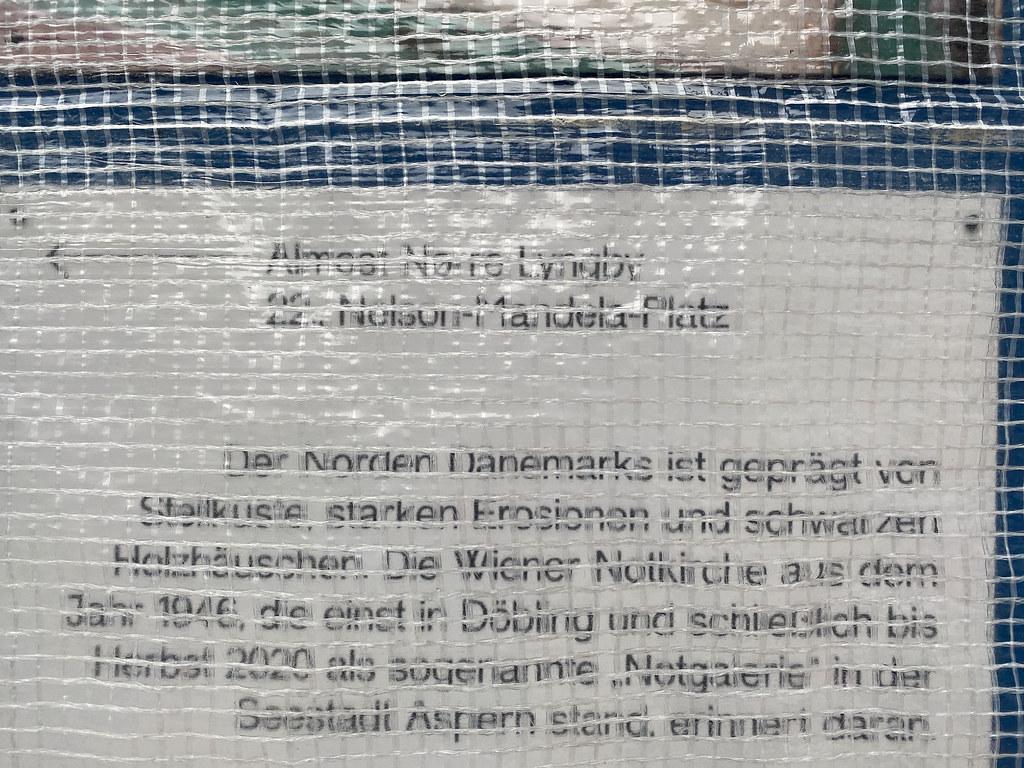 Almost Nørre Lyngby
22., Nelson-Mandela-Platz
Der Norden Dänemarks ist geprägt von
Steilküste, starken Erosionen und schwarzen
Holzhäuschen. Die Wiener Notkirche aus dem
Jahr 1946, die einst in Döbling und schließlich bis
Herbst 2020 als sogenannte „Notgalerie“ in der
Seestadt Aspern stand, erinnert daran.